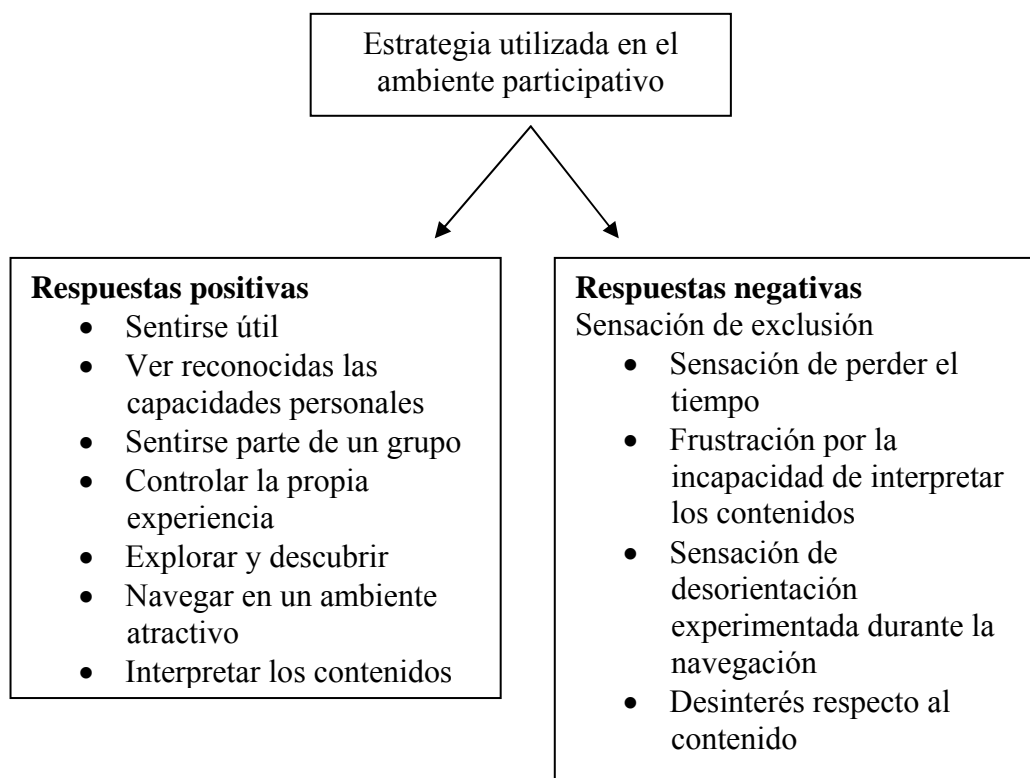 Estrategia utilizada en el
ambiente participativo
Respuestas positivas
• Sentirse útil
• Ver reconocidas las
capacidades personales
• Sentirse parte de un grupo
• Controlar la propia
experiencia
• Explorar y descubrir
• Navegar en un ambiente
atractivo
• Interpretar los contenidos
Respuestas negativas
Sensación de exclusión
• Sensación de perder el
tiempo
• Frustración por la
incapacidad de interpretar
los contenidos
• Sensación de
desorientación
experimentada durante la
navegación
• Desinterés respecto al
contenido